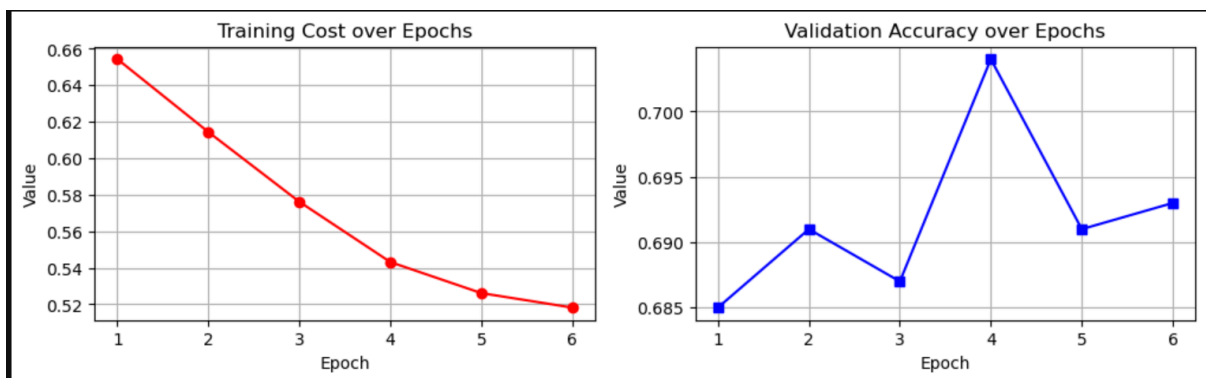 Training Cost over Epochs
0.66
0.64
0.62
0.60
0.58
0.56
0.54
0.52
Value
1 2 3 4 5 6
Epoch
Validation Accuracy over Epochs
0.700
0.695
0.690
0.685
Value
1 2 3 4 5 6
Epoch